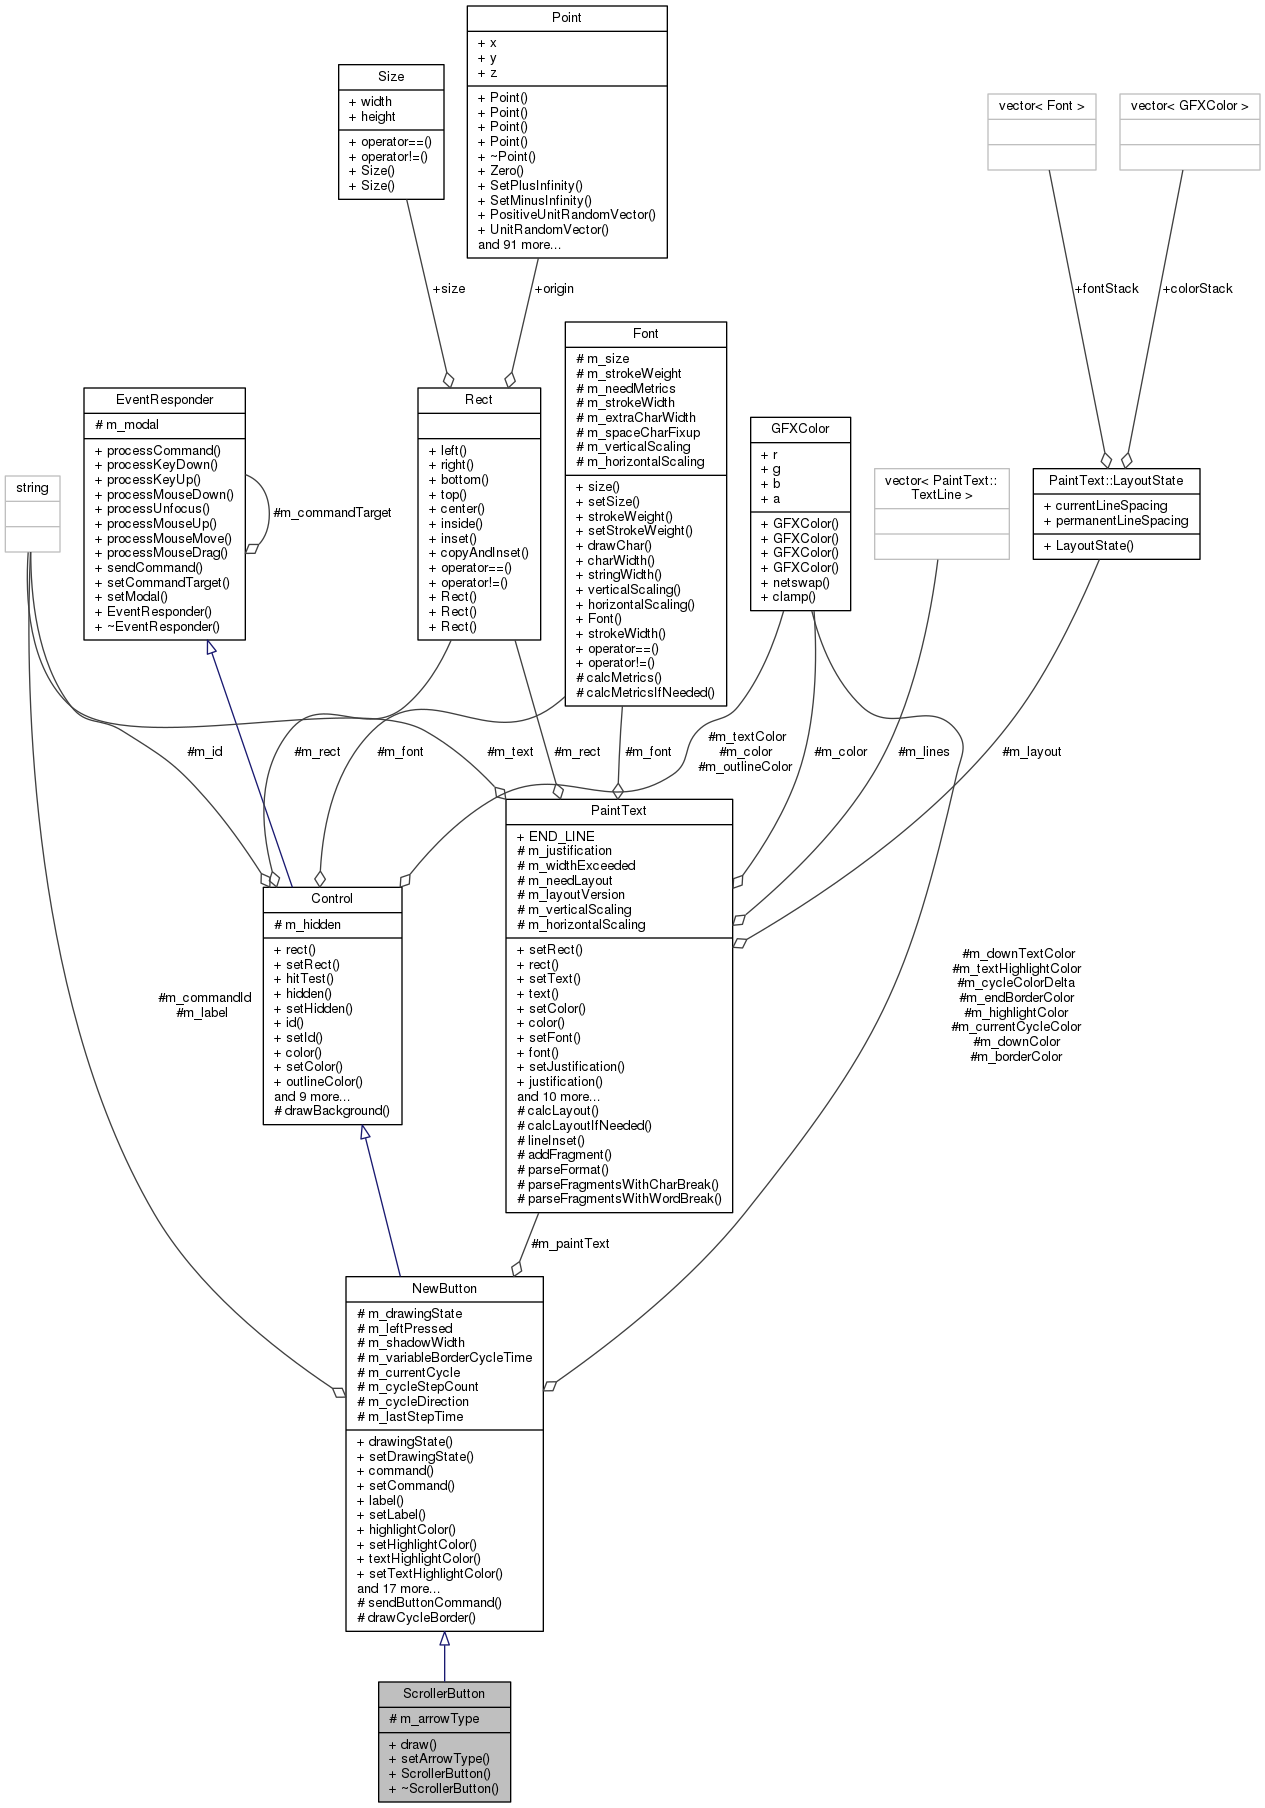 Point
+ x
+ y
+ z
+ Point()
+ Point()
+ Point()
+ Point()
+ ~Point()
+ Zero()
+ SetPlusInfinity()
+ SetMinusInfinity()
+ PositiveUnitRandomVector()
+ UnitRandomVector()
and 91 more...
Size
+ width
+ height
+ operator==()
+ operator!=()
+ Size()
+ Size()
vector< Font >
vector< GFXColor >
+size
+origin
+fontStack
+colorStack
EventResponder
# m_modal
+ processCommand()
+ processKeyDown()
+ processKeyUp()
+ processMouseDown()
+ processUnfocus()
+ processMouseUp()
+ processMouseMove()
+ processMouseDrag()
+ sendCommand()
+ setCommandTarget()
+ setModal()
+ EventResponder()
+ ~EventResponder()
#m_commandTarget
Rect
+ left()
+ right()
+ bottom()
+ top()
+ center()
+ inside()
+ inset()
+ copyAndInset()
+ operator==()
+ operator!=()
+ Rect()
+ Rect()
+ Rect()
Font
# m_size
# m_strokeWeight
# m_needMetrics
# m_strokeWidth
# m_extraCharWidth
# m_spaceCharFixup
# m_verticalScaling
# m_horizontalScaling
+ size()
+ setSize()
+ strokeWeight()
+ setStrokeWeight()
+ drawChar()
+ charWidth()
+ stringWidth()
+ verticalScaling()
+ horizontalScaling()
+ Font()
+ strokeWidth()
+ operator==()
+ operator!=()
# calcMetrics()
# calcMetricsIfNeeded()
GFXColor
+ r
+ g
+ b
+ a
+ GFXColor()
+ GFXColor()
+ GFXColor()
+ GFXColor()
+ netswap()
+ clamp()
vector< PaintText::
TextLine >
PaintText::LayoutState
+ currentLineSpacing
+ permanentLineSpacing
+ LayoutState()
string
#m_id
#m_rect
#m_font
#m_text
#m_rect
#m_font
#m_textColor
#m_color
#m_outlineColor
#m_color
#m_lines
#m_layout
PaintText
+ END_LINE
# m_justification
# m_widthExceeded
# m_needLayout
# m_layoutVersion
# m_verticalScaling
# m_horizontalScaling
+ setRect()
+ rect()
+ setText()
+ text()
+ setColor()
+ color()
+ setFont()
+ font()
+ setJustification()
+ justification()
and 10 more...
# calcLayout()
# calcLayoutIfNeeded()
# lineInset()
# addFragment()
# parseFormat()
# parseFragmentsWithCharBreak()
# parseFragmentsWithWordBreak()
Control
# m_hidden
+ rect()
+ setRect()
+ hitTest()
+ hidden()
+ setHidden()
+ id()
+ setId()
+ color()
+ setColor()
+ outlineColor()
and 9 more...
# drawBackground()
#m_commandId
#m_label
#m_downTextColor
#m_textHighlightColor
#m_cycleColorDelta
#m_endBorderColor
#m_highlightColor
#m_currentCycleColor
#m_downColor
#m_borderColor
#m_paintText
NewButton
# m_drawingState
# m_leftPressed
# m_shadowWidth
# m_variableBorderCycleTime
# m_currentCycle
# m_cycleStepCount
# m_cycleDirection
# m_lastStepTime
+ drawingState()
+ setDrawingState()
+ command()
+ setCommand()
+ label()
+ setLabel()
+ highlightColor()
+ setHighlightColor()
+ textHighlightColor()
+ setTextHighlightColor()
and 17 more...
# sendButtonCommand()
# drawCycleBorder()
ScrollerButton
# m_arrowType
+ draw()
+ setArrowType()
+ ScrollerButton()
+ ~ScrollerButton()